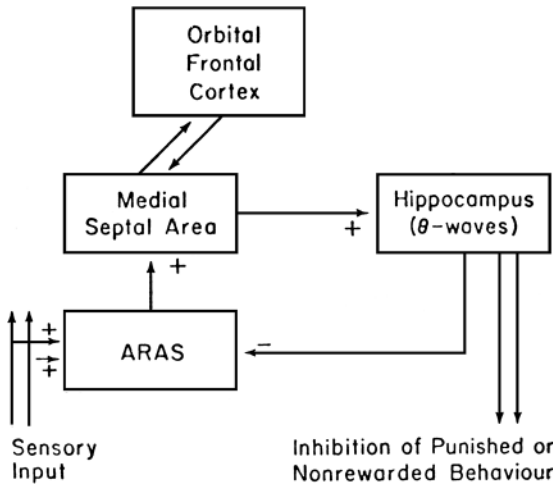 Orbital
Frontal
Cortex
Medial
Septal Area
+
Hippocampus
(θ-waves)
+
+
ARAS
−
+
+
Sensory
Input
Inhibition of Punished or
Nonrewarded Behaviour